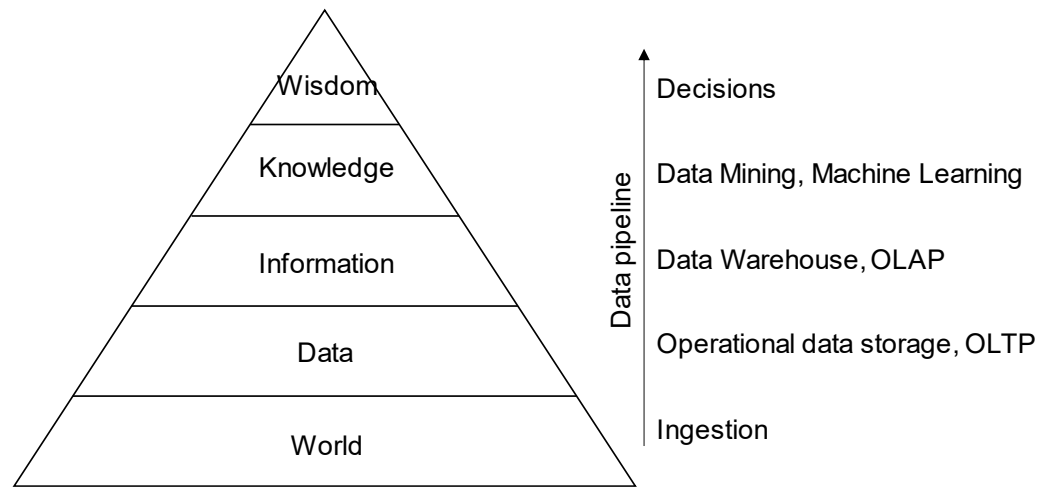 Wisdom
Knowledge
Information
Data
World
Data pipeline
Decisions
Data Mining, Machine Learning
Data Warehouse, OLAP
Operational data storage, OLTP
Ingestion